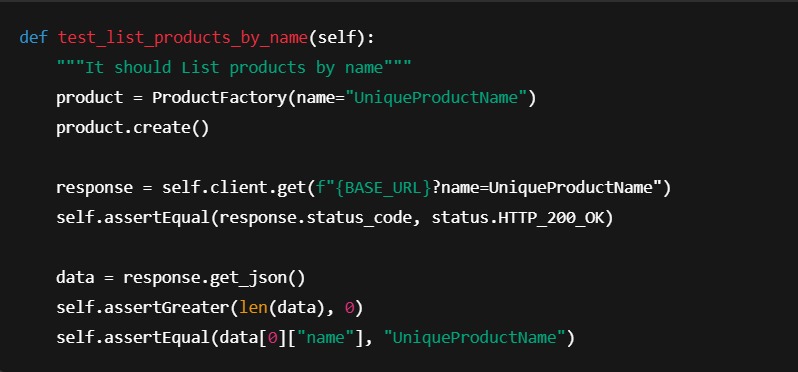 def test_list_products_by_name(self):
    """It should List products by name"""
    product = ProductFactory(name="UniqueProductName")
    product.create()
    response = self.client.get(f"{BASE_URL}?name=UniqueProductName")
    self.assertEqual(response.status_code, status.HTTP_200_OK)
    data = response.get_json()
    self.assertGreater(len(data), 0)
    self.assertEqual(data[0]["name"], "UniqueProductName")